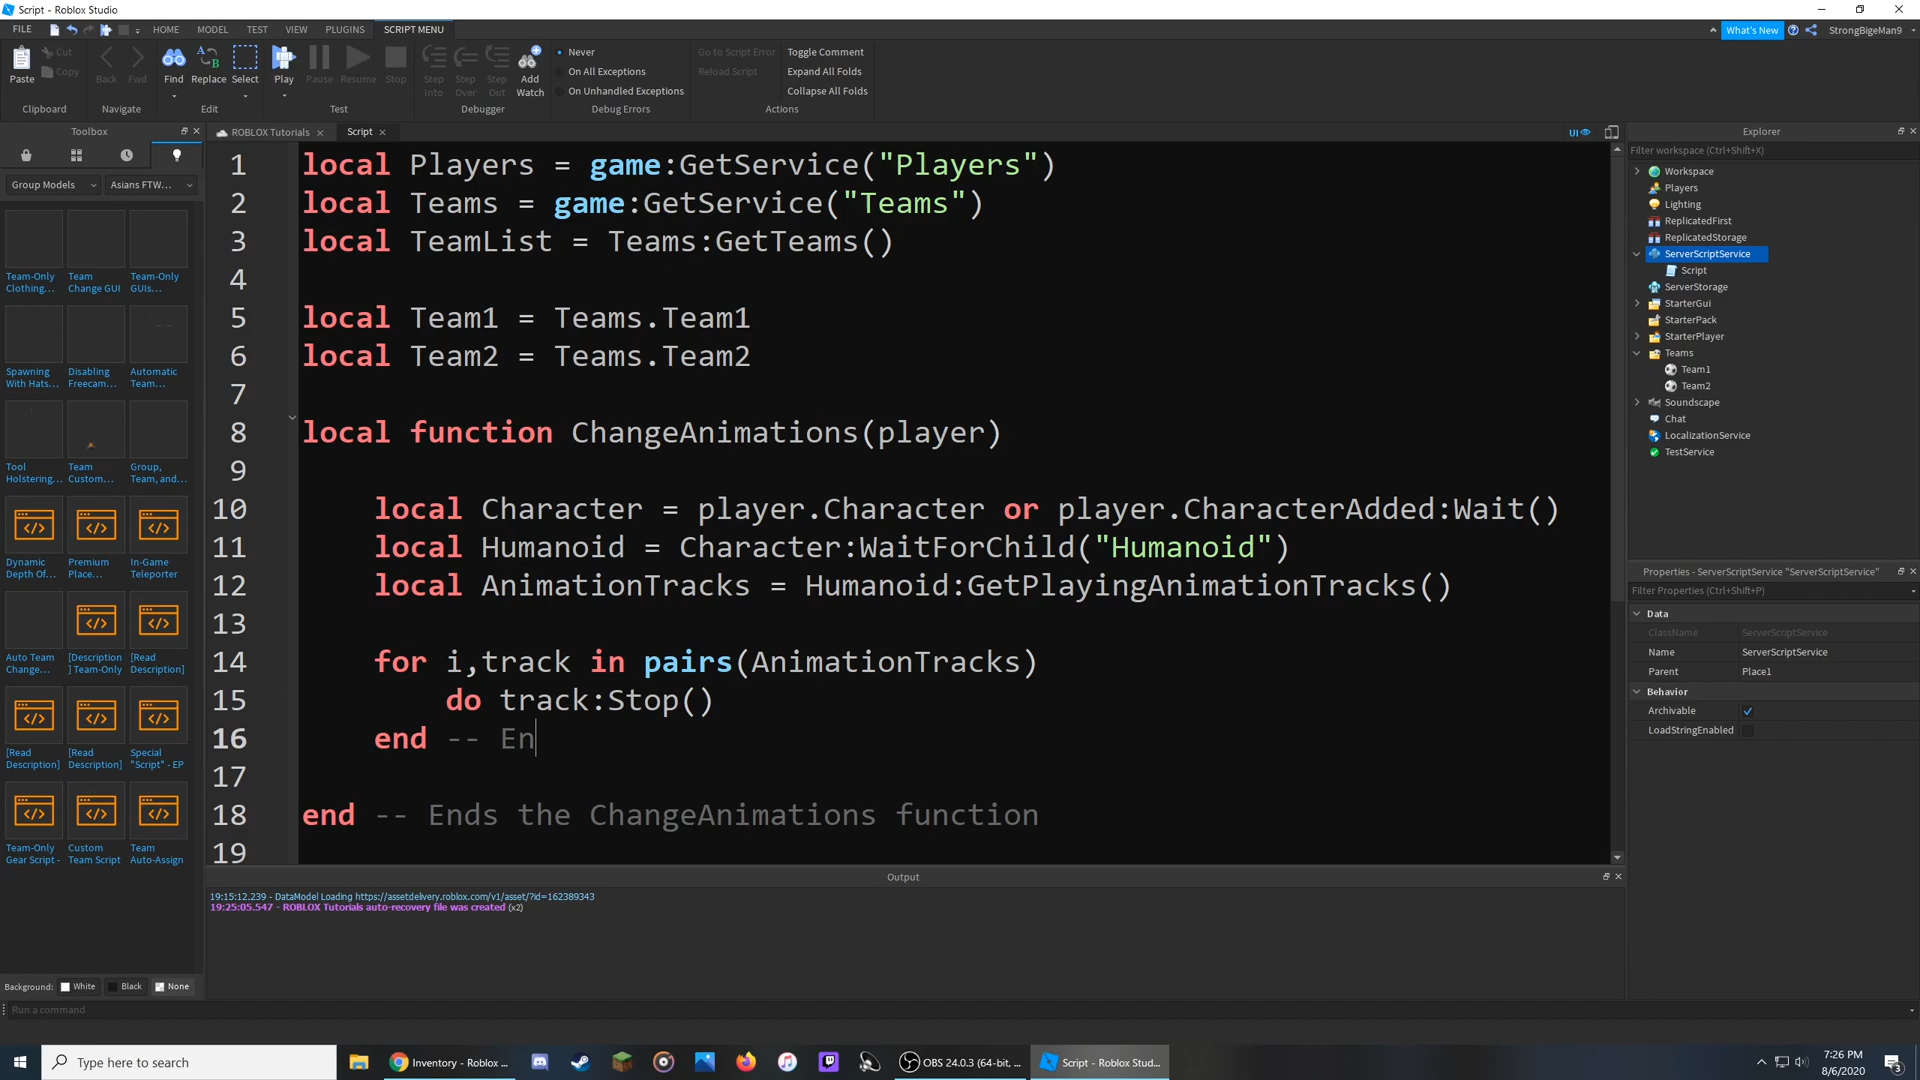 Script - Roblox Studio
FILE HOME MODEL TEST VIEW PLUGINS SCRIPT MENU What's New StrongBigeMan9
Paste Cut Copy
Clipboard
Back Fwd
Navigate
Find Replace Select
Edit
Play Pause Resume Stop
Test
Step Into Step Over Step Out Add Watch
Debugger
Never
On All Exceptions
On Unhandled Exceptions
Debug Errors
Go to Script Error
Reload Script
Toggle Comment
Expand All Folds
Collapse All Folds
Actions
Toolbox
Group Models Asians FTW...
Team-Only Clothing... Team Change GUI Team-Only GUIs...
Spawning With Hats... Disabling Freecam... Automatic Team...
Tool Holstering... Team Custom... Group, Team, and...
Dynamic Depth Of... Premium Place... In-Game Teleporter
Auto Team Change... [Description] Team-Only [Read Description]
[Read Description] [Read Description] Special "Script" - EP
Team-Only Gear Script - Custom Team Script Team Auto-Assign
Background: White Black None
Run a command
ROBLOX Tutorials Script UI
1 local Players = game:GetService("Players")
2 local Teams = game:GetService("Teams")
3 local TeamList = Teams:GetTeams()
4
5 local Team1 = Teams.Team1
6 local Team2 = Teams.Team2
7
8 local function ChangeAnimations(player)
9
10 local Character = player.Character or player.CharacterAdded:Wait()
11 local Humanoid = Character:WaitForChild("Humanoid")
12 local AnimationTracks = Humanoid:GetPlayingAnimationTracks()
13
14 for i,track in pairs(AnimationTracks)
15 do track:Stop()
16 end -- En
17
18 end -- Ends the ChangeAnimations function
19
Output
19:15:12.239 - DataModel Loading https://assetdelivery.roblox.com/v1/asset/?id=162389343
19:25:05.547 - ROBLOX Tutorials auto-recovery file was created (x2)
Explorer
Filter workspace (Ctrl+Shift+X)
Workspace
Players
Lighting
ReplicatedFirst
ReplicatedStorage
ServerScriptService
Script
ServerStorage
StarterGui
StarterPack
StarterPlayer
Teams
Team1
Team2
Soundscape
Chat
LocalizationService
TestService
Properties - ServerScriptService "ServerScriptService"
Filter Properties (Ctrl+Shift+P)
Data
ClassName ServerScriptService
Name ServerScriptService
Parent Place1
Behavior
Archivable
LoadStringEnabled
Type here to search
Inventory - Roblox ...
OBS 24.0.3 (64-bit, ...
Script - Roblox Stud...
7:26 PM
8/6/2020
3